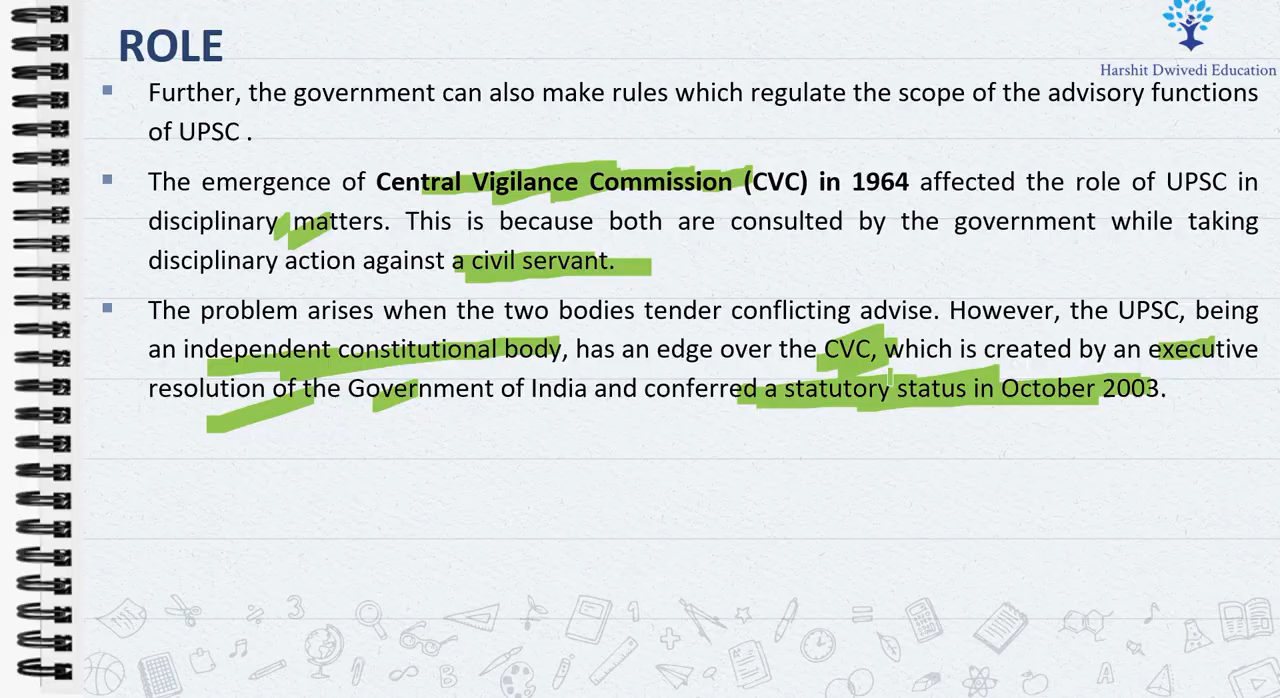 ROLE
Harshit Dwivedi Education
▪ Further, the government can also make rules which regulate the scope of the advisory functions
of UPSC .
▪ The emergence of Central Vigilance Commission (CVC) in 1964 affected the role of UPSC in
disciplinary matters. This is because both are consulted by the government while taking
disciplinary action against a civil servant.
▪ The problem arises when the two bodies tender conflicting advise. However, the UPSC, being
an independent constitutional body, has an edge over the CVC, which is created by an executive
resolution of the Government of India and conferred a statutory status in October 2003.